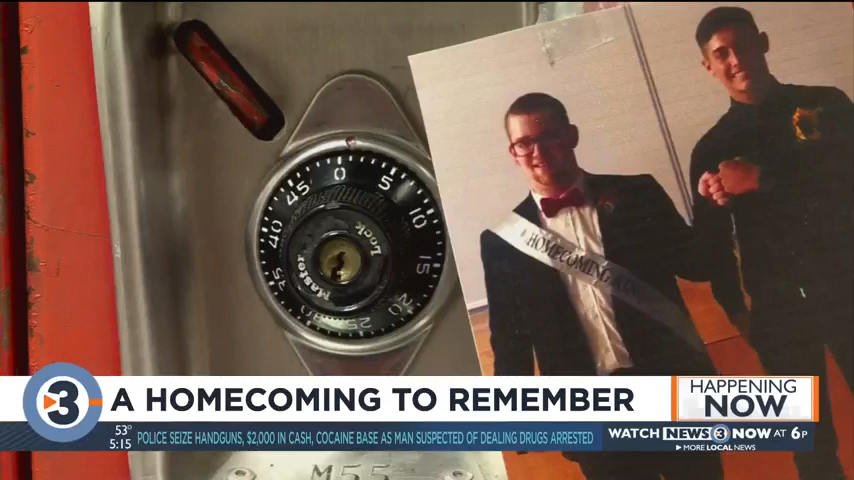 0
5
10
15
20
30
35
40
45
Master
Lock
HOMECOMING
3
A HOMECOMING TO REMEMBER
HAPPENING
NOW
53°
5:15
POLICE SEIZE HANDGUNS, $2,000 IN CASH, COCAINE BASE AS MAN SUSPECTED OF DEALING DRUGS ARRESTED
WATCH NEWS 3 NOW AT 6P
▸ MORE LOCAL NEWS
M55